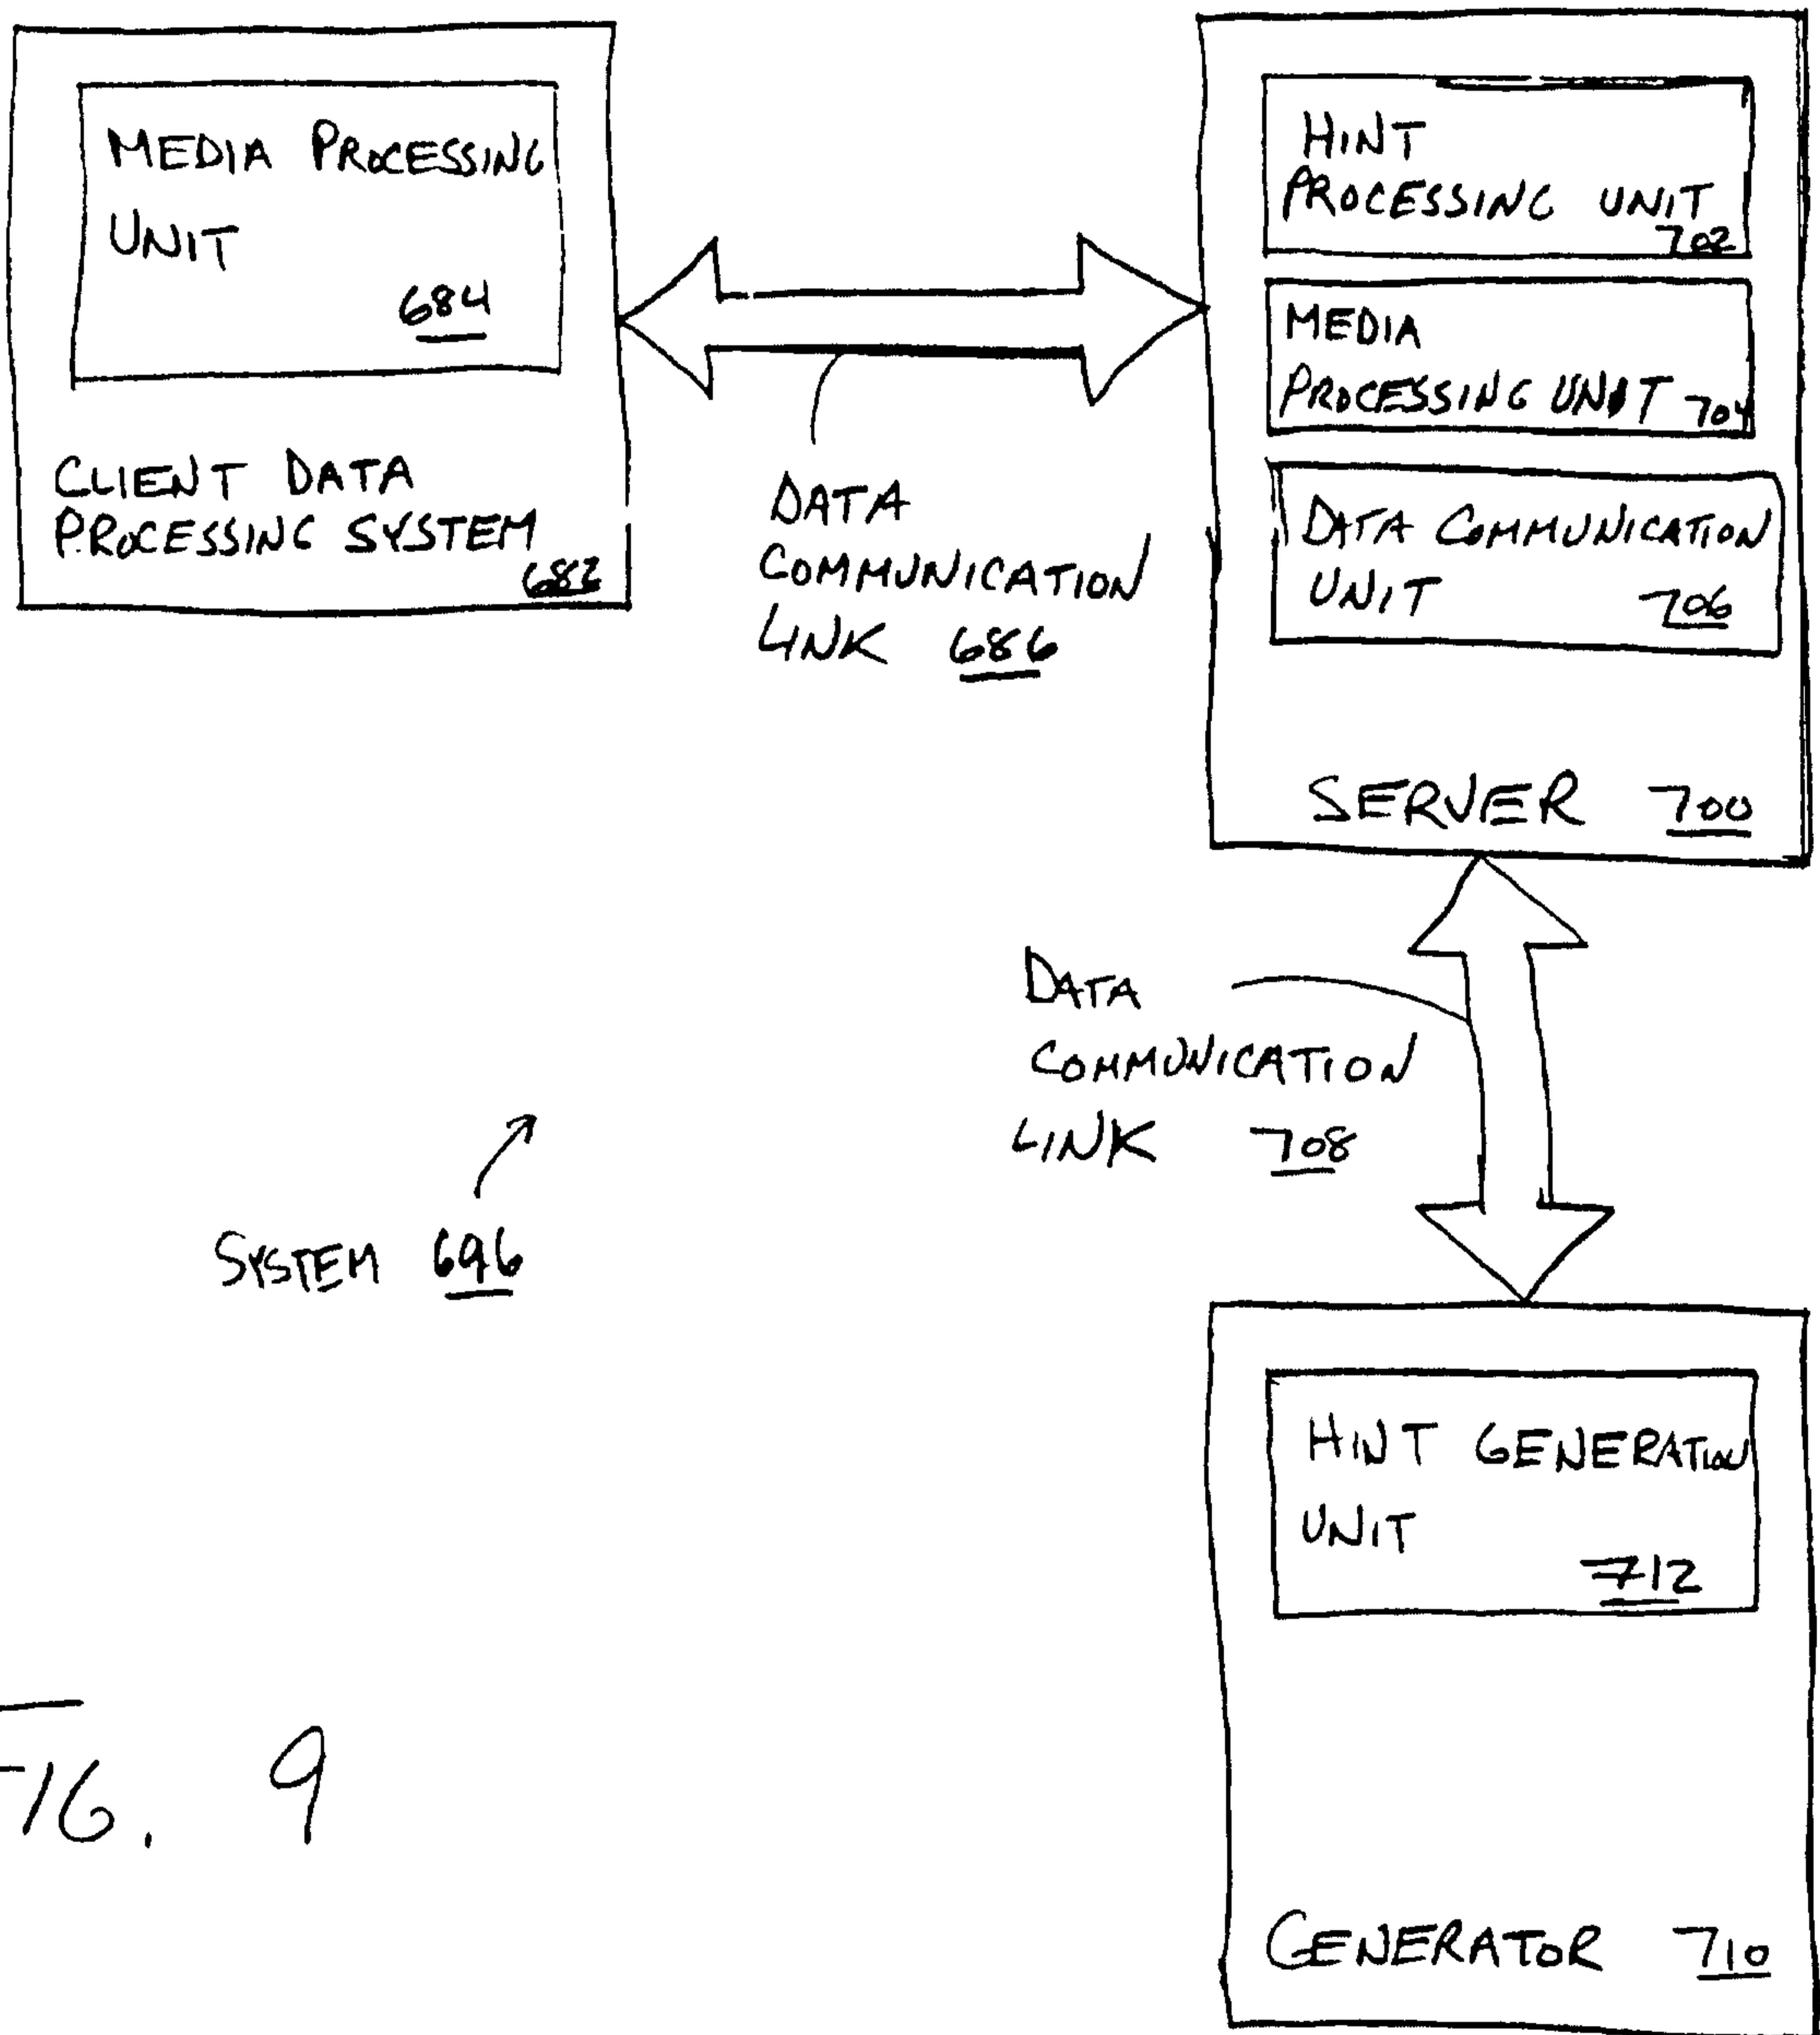 MEDIA PROCESSING
UNIT
684
CLIENT DATA
PROCESSING SYSTEM
682
DATA
COMMUNICATION
LINK 686
HINT
PROCESSING UNIT
702
MEDIA
PROCESSING UNIT 704
DATA COMMUNICATION
UNIT 706
SERVER 700
DATA
COMMUNICATION
LINK 708
SYSTEM 696
HINT GENERATION
UNIT
712
GENERATOR 710
FIG. 9